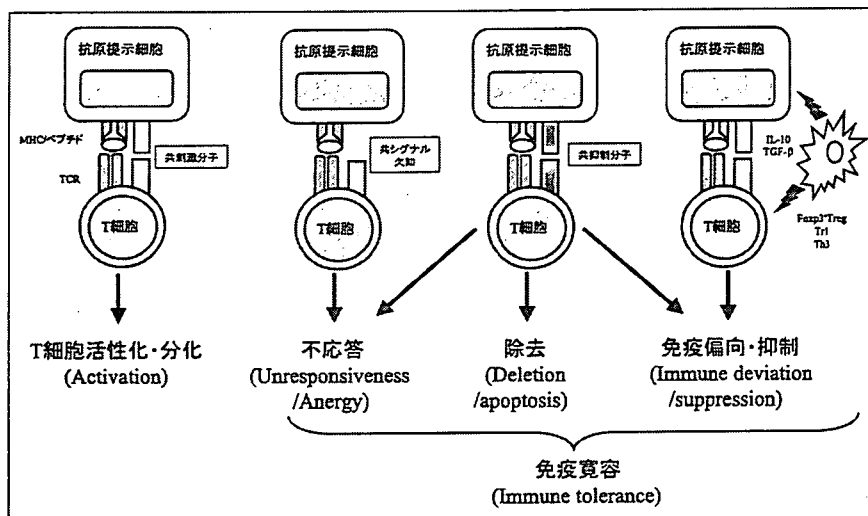 抗原提示細胞
抗原提示細胞
抗原提示細胞
抗原提示細胞
MHC/ペプチド
TCR
共刺激分子
共シグナル
欠如
共抑制分子
IL-10
TGF-β
Foxp3+Treg
Tr1
Th3
T細胞
T細胞
T細胞
T細胞
T細胞活性化・分化
(Activation)
不応答
(Unresponsiveness
/Anergy)
除去
(Deletion
/apoptosis)
免疫偏向・抑制
(Immune deviation
/suppression)
免疫寛容
(Immune tolerance)